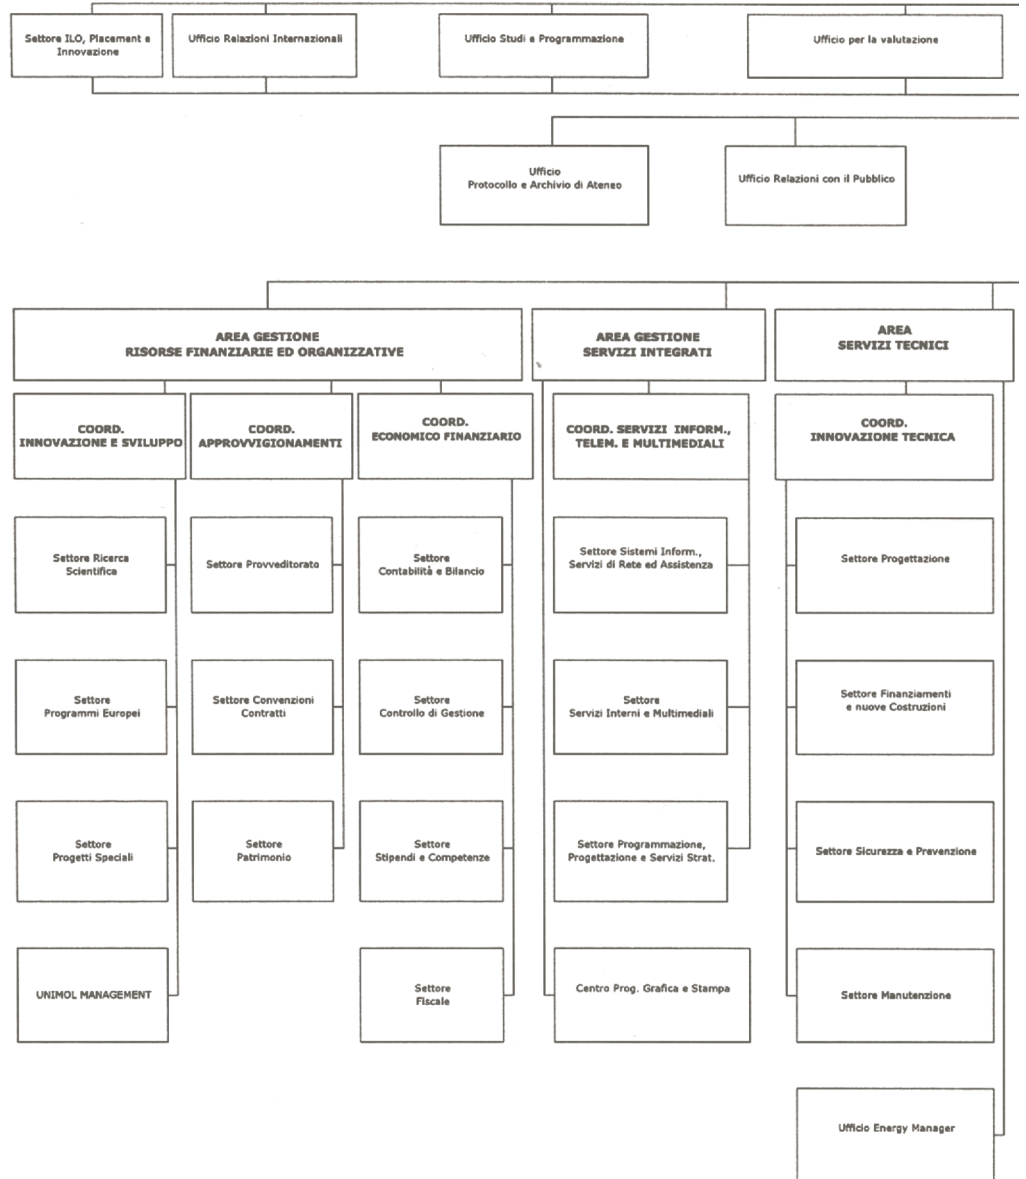 Settore ILO, Placement e
Innovazione
Ufficio Relazioni Internazionali
Ufficio Studi e Programmazione
Ufficio per la valutazione
Ufficio
Protocollo e Archivio di Ateneo
Ufficio Relazioni con il Pubblico
AREA GESTIONE
RISORSE FINANZIARIE ED ORGANIZZATIVE
AREA GESTIONE
SERVIZI INTEGRATI
AREA
SERVIZI TECNICI
COORD.
INNOVAZIONE E SVILUPPO
COORD.
APPROVVIGIONAMENTI
COORD.
ECONOMICO FINANZIARIO
COORD. SERVIZI INFORM.,
TELEM. E MULTIMEDIALI
COORD.
INNOVAZIONE TECNICA
Settore Ricerca
Scientifica
Settore Provveditorato
Settore
Contabilità e Bilancio
Settore Sistemi Inform.,
Servizi di Rete ed Assistenza
Settore Progettazione
Settore
Programmi Europei
Settore Convenzioni
Contratti
Settore
Controllo di Gestione
Settore
Servizi Interni e Multimediali
Settore Finanziamenti
e nuove Costruzioni
Settore
Progetti Speciali
Settore
Patrimonio
Settore
Stipendi e Competenze
Settore Programmazione,
Progettazione e Servizi Strat.
Settore Sicurezza e Prevenzione
UNIMOL MANAGEMENT
Settore
Fiscale
Centro Prog. Grafica e Stampa
Settore Manutenzione
Ufficio Energy Manager